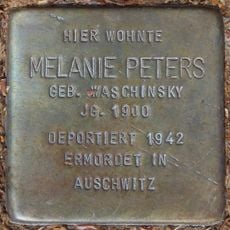 HIER WOHNTE
MELANIE PETERS
GEB. WASCHINSKY
JG. 1900
DEPORTIERT 1942
ERMORDET IN
AUSCHWITZ